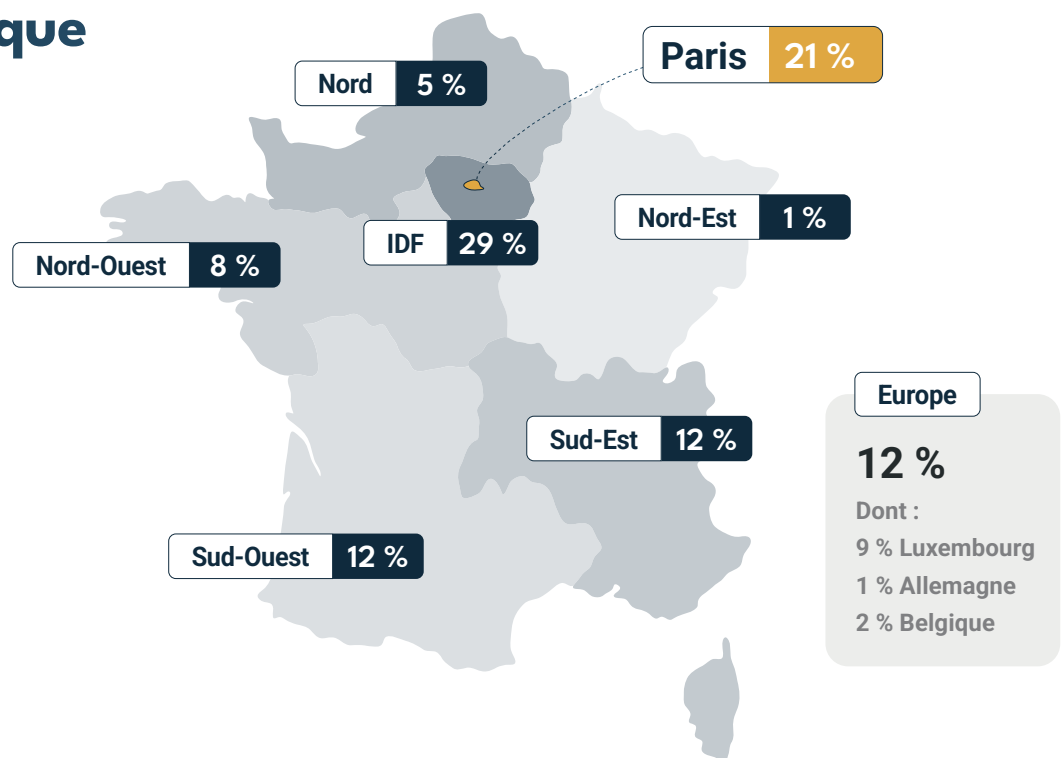 que
Paris 21 %
Nord 5 %
Nord-Est 1 %
IDF 29 %
Nord-Ouest 8 %
Europe
12 %
Dont :
9 % Luxembourg
1 % Allemagne
2 % Belgique
Sud-Est 12 %
Sud-Ouest 12 %